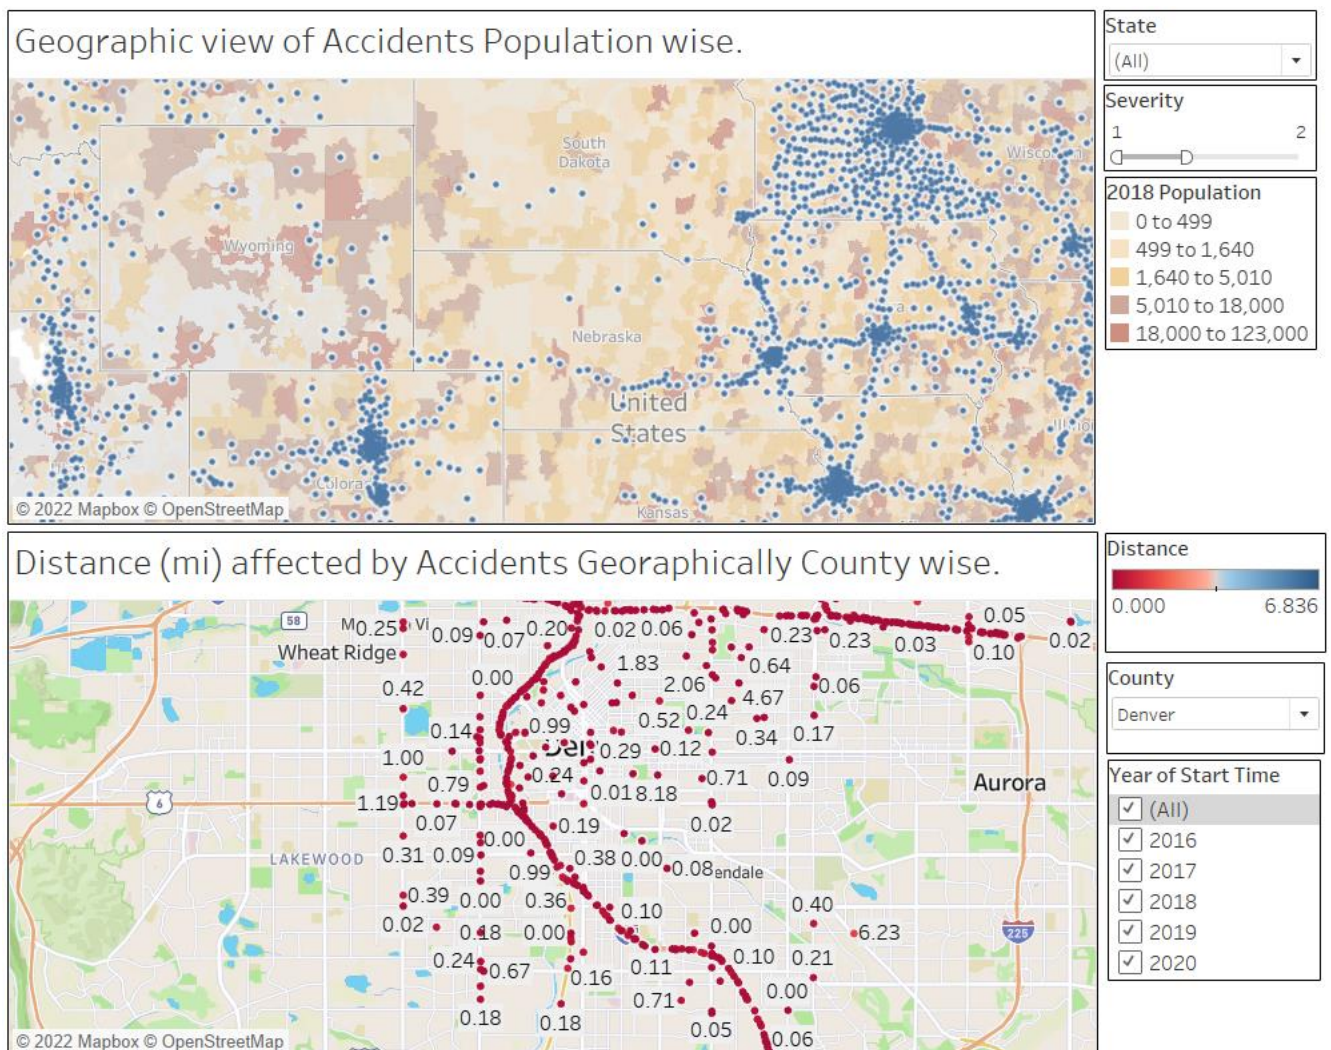 Geographic view of Accidents Population wise.
South
Dakota
Wyoming
Nebraska
United
States
Kansas
© 2022 Mapbox © OpenStreetMap
State
(All)
Severity
1 2
2018 Population
0 to 499
499 to 1,640
1,640 to 5,010
5,010 to 18,000
18,000 to 123,000
Distance (mi) affected by Accidents Georaphically County wise.
58
0.25
0.09
0.07
0.20
0.02
0.06
0.23
0.23
0.03
0.05
0.10
0.02
Wheat Ridge
1.83
0.64
0.00
0.42
2.06
4.67
0.06
0.14
0.99
0.52
0.24
0.34
0.17
1.00
0.29
0.12
0.79
0.24
0.01
8.18
0.71
0.09
Aurora
6
1.19
0.07
0.00
0.19
0.02
LAKEWOOD
0.31
0.09
0.99
0.38
0.00
0.08
endale
0.39
0.00
0.36
0.10
0.40
0.02
0.18
0.00
0.00
6.23
225
0.24
0.67
0.16
0.11
0.10
0.21
0.71
0.00
0.18
0.18
0.05
0.06
© 2022 Mapbox © OpenStreetMap
Distance
0.000 6.836
County
Denver
Year of Start Time
(All)
2016
2017
2018
2019
2020